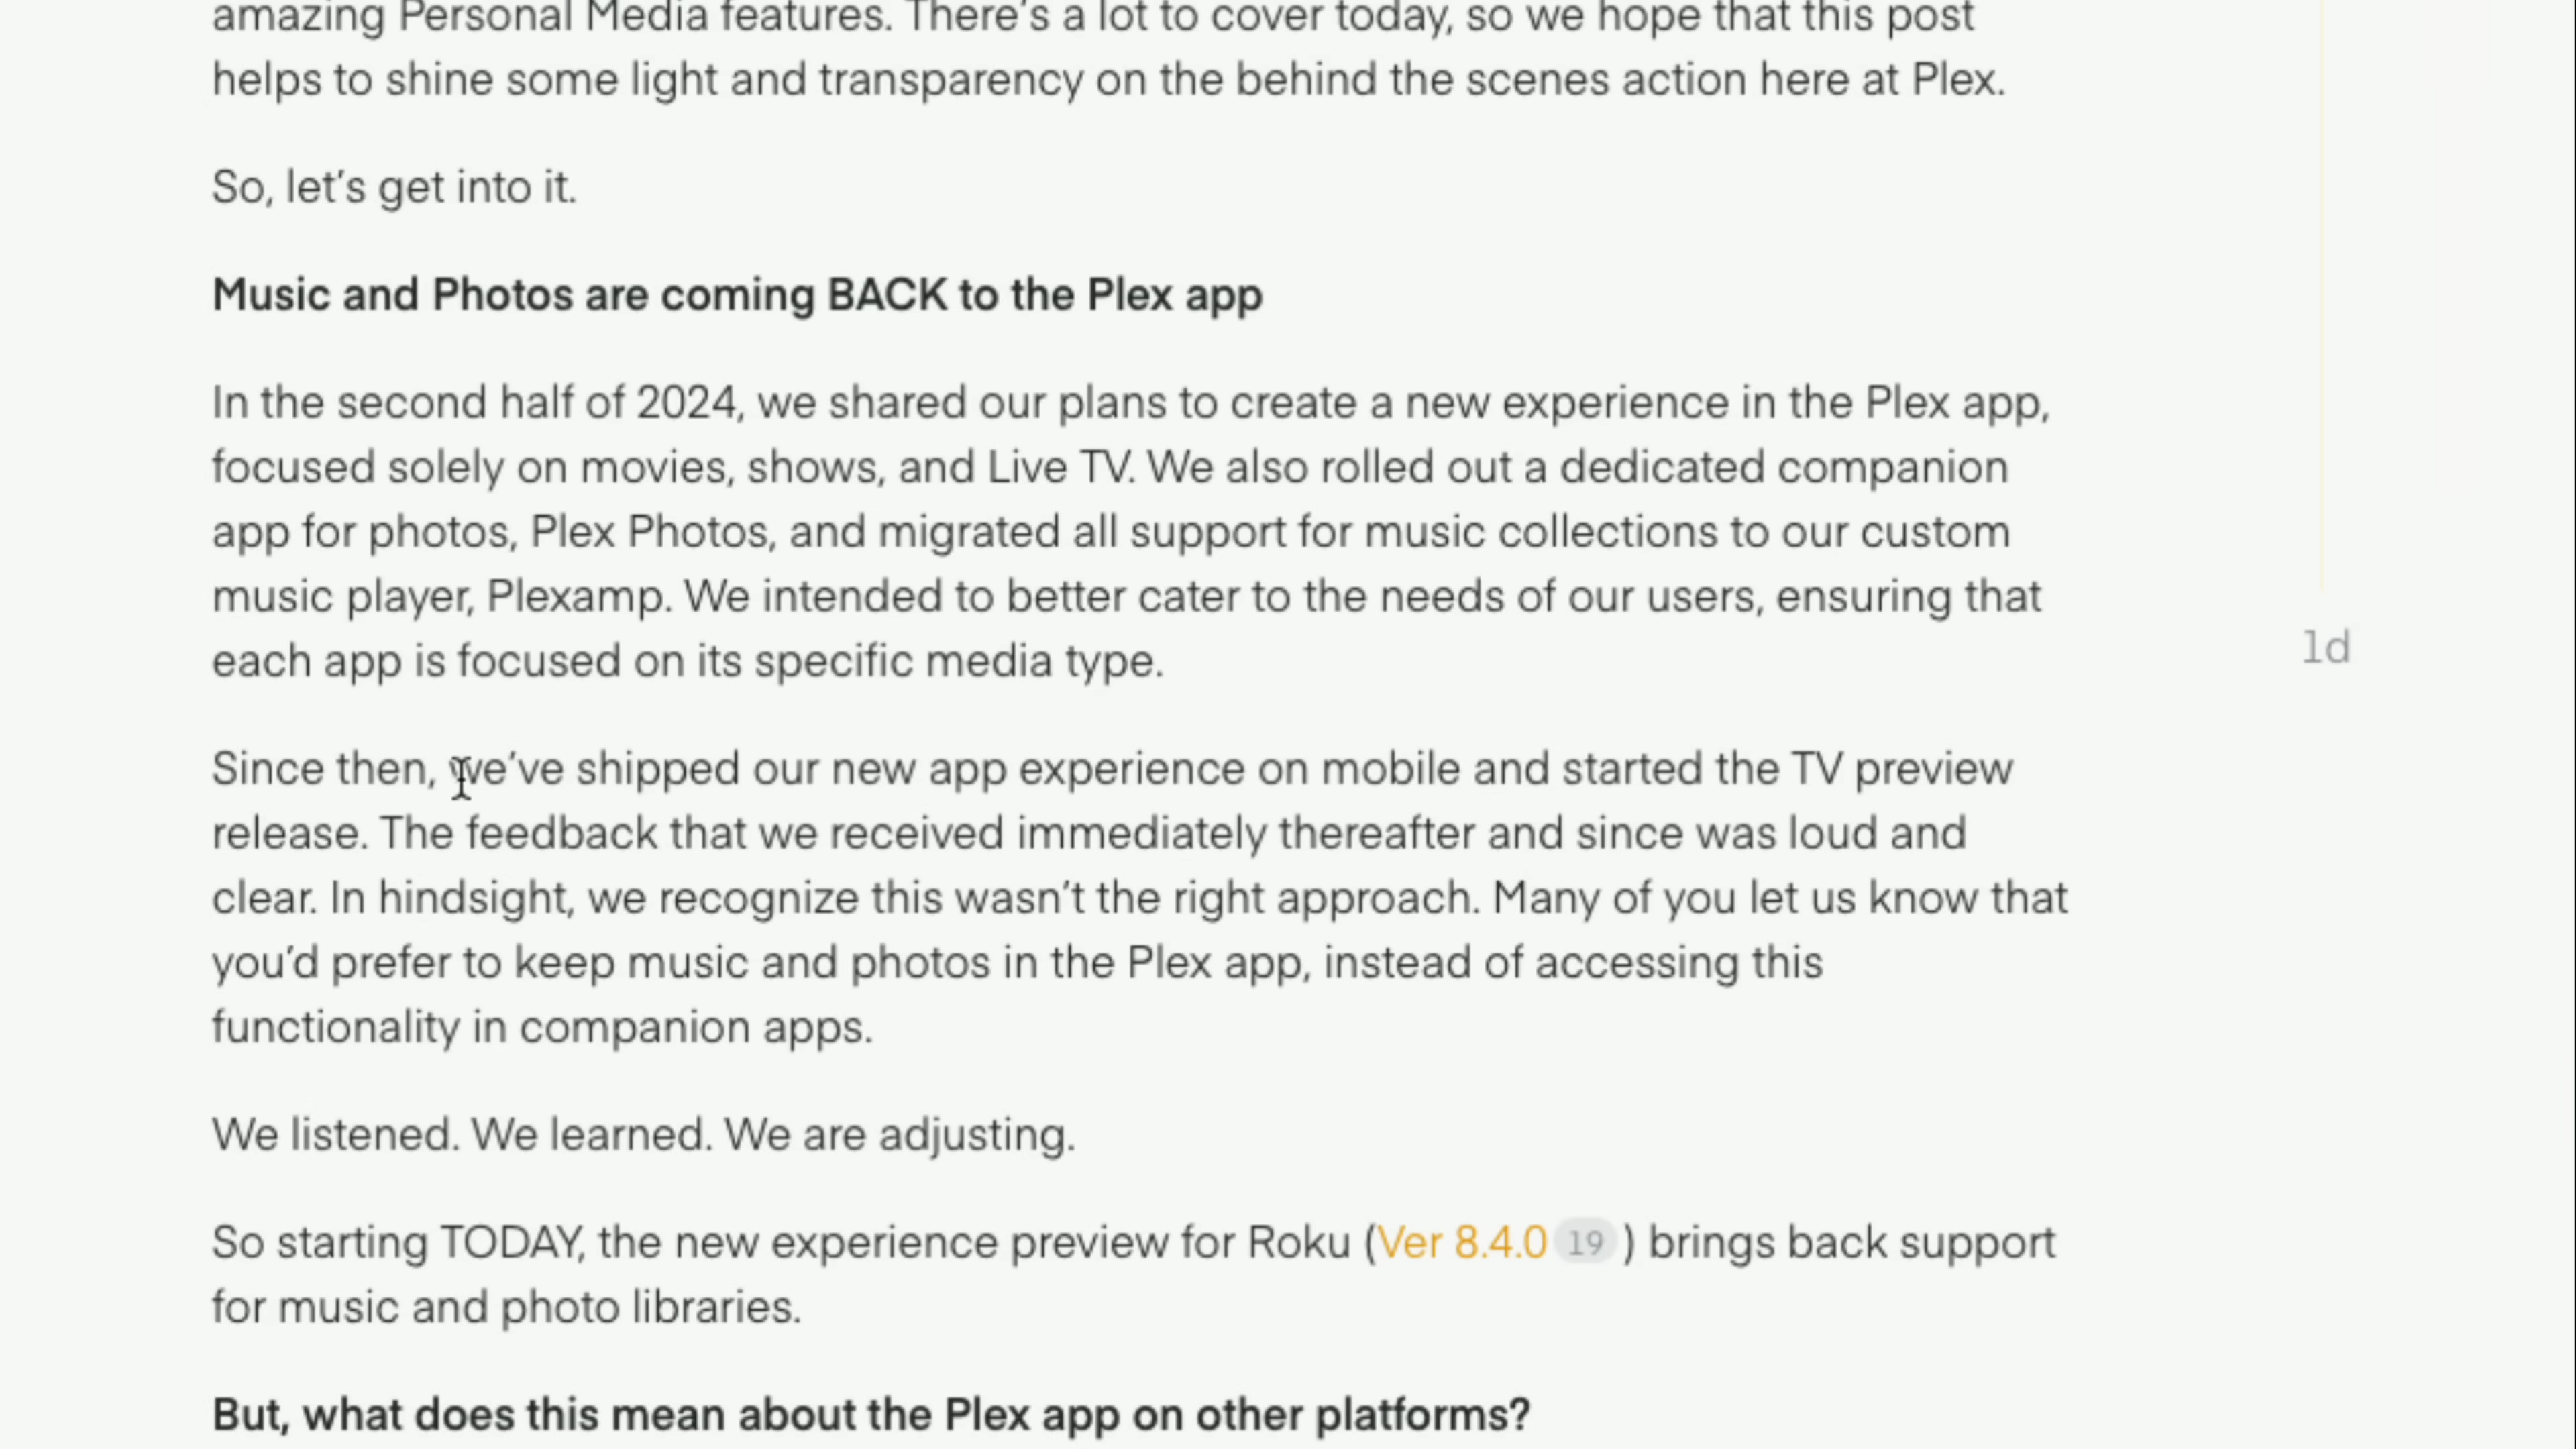 amazing Personal Media features. There's a lot to cover today, so we hope that this post
helps to shine some light and transparency on the behind the scenes action here at Plex.
So, let's get into it.
Music and Photos are coming BACK to the Plex app
In the second half of 2024, we shared our plans to create a new experience in the Plex app,
focused solely on movies, shows, and Live TV. We also rolled out a dedicated companion
app for photos, Plex Photos, and migrated all support for music collections to our custom
music player, Plexamp. We intended to better cater to the needs of our users, ensuring that
each app is focused on its specific media type.
1d
Since then, we've shipped our new app experience on mobile and started the TV preview
release. The feedback that we received immediately thereafter and since was loud and
clear. In hindsight, we recognize this wasn't the right approach. Many of you let us know that
you'd prefer to keep music and photos in the Plex app, instead of accessing this
functionality in companion apps.
We listened. We learned. We are adjusting.
So starting TODAY, the new experience preview for Roku (Ver 8.4.0 19 ) brings back support
for music and photo libraries.
But, what does this mean about the Plex app on other platforms?